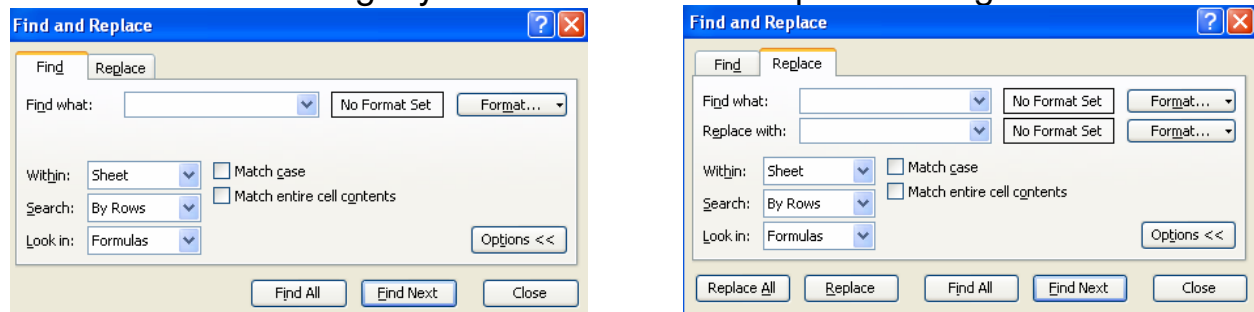 Find and Replace
Find Replace
Find what: No Format Set Format...
Within: Sheet Match case
Match entire cell contents
Search: By Rows
Look in: Formulas Options <<
Find All Find Next Close
Find and Replace
Find Replace
Find what: No Format Set Format...
Replace with: No Format Set Format...
Within: Sheet Match case
Match entire cell contents
Search: By Rows
Look in: Formulas Options <<
Replace All Replace Find All Find Next Close